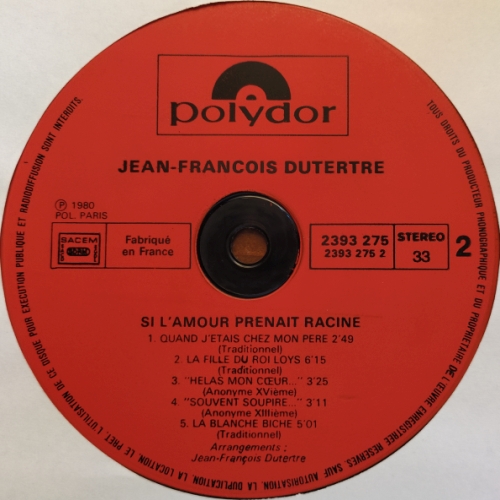 polydor
JEAN-FRANCOIS DUTERTRE
℗ 1980
POL. PARIS
SACEM
Fabriqué
en France
2393 275
2393 275 2
STEREO
33
2
SI L'AMOUR PRENAIT RACINE
1. QUAND J'ETAIS CHEZ MON PERE 2'49
(Traditionnel)
2. LA FILLE DU ROI LOYS 6'15
(Traditionnel)
3. "HELAS MON CŒUR..." 3'25
(Anonyme XVième)
4. "SOUVENT SOUPIRE..." 3'11
(Anonyme XIIIième)
5. LA BLANCHE BICHE 5'01
(Traditionnel)
Arrangements :
Jean-François Dutertre
TOUS DROITS DU PRODUCTEUR PHONOGRAPHIQUE ET DU PROPRIETAIRE DE L'ŒUVRE ENREGISTREE RESERVES. SAUF AUTORISATION, LA DUPLICATION, LA LOCATION, LE PRET, L'UTILISATION DE CE DISQUE POUR EXECUTION PUBLIQUE ET RADIODIFFUSION SONT INTERDITS.